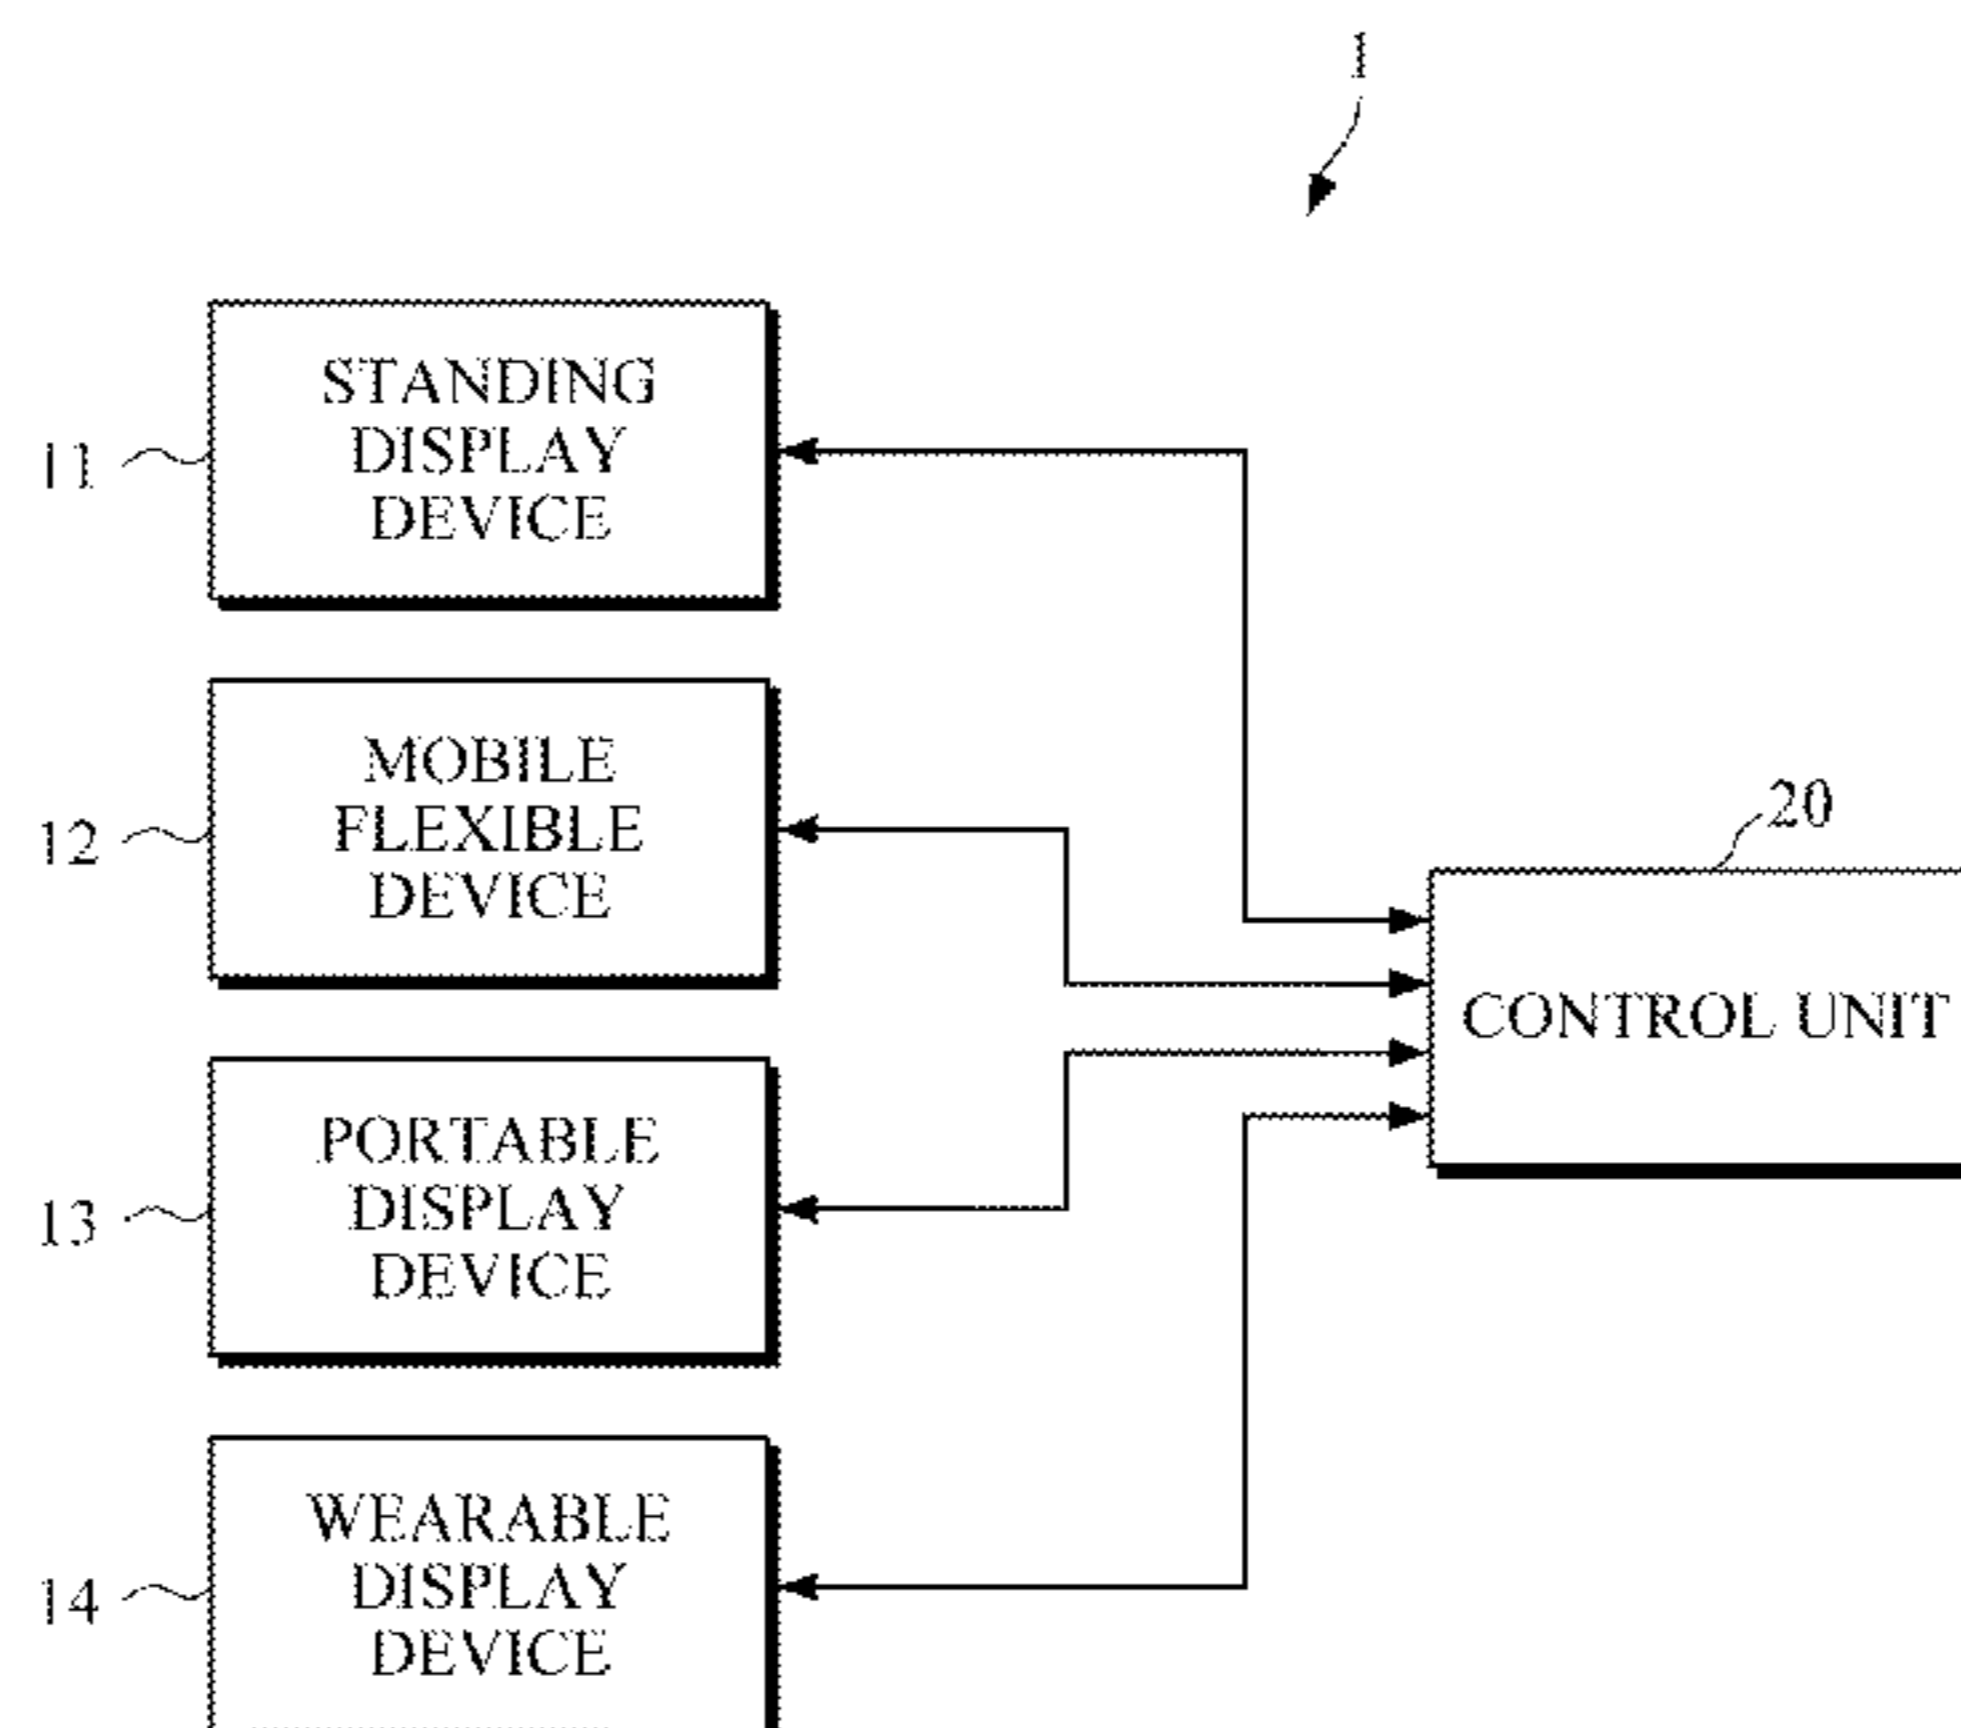 1
STANDING
DISPLAY
DEVICE
11
MOBILE
FLEXIBLE
DEVICE
12
20
CONTROL UNIT
PORTABLE
DISPLAY
DEVICE
13
WEARABLE
DISPLAY
DEVICE
14